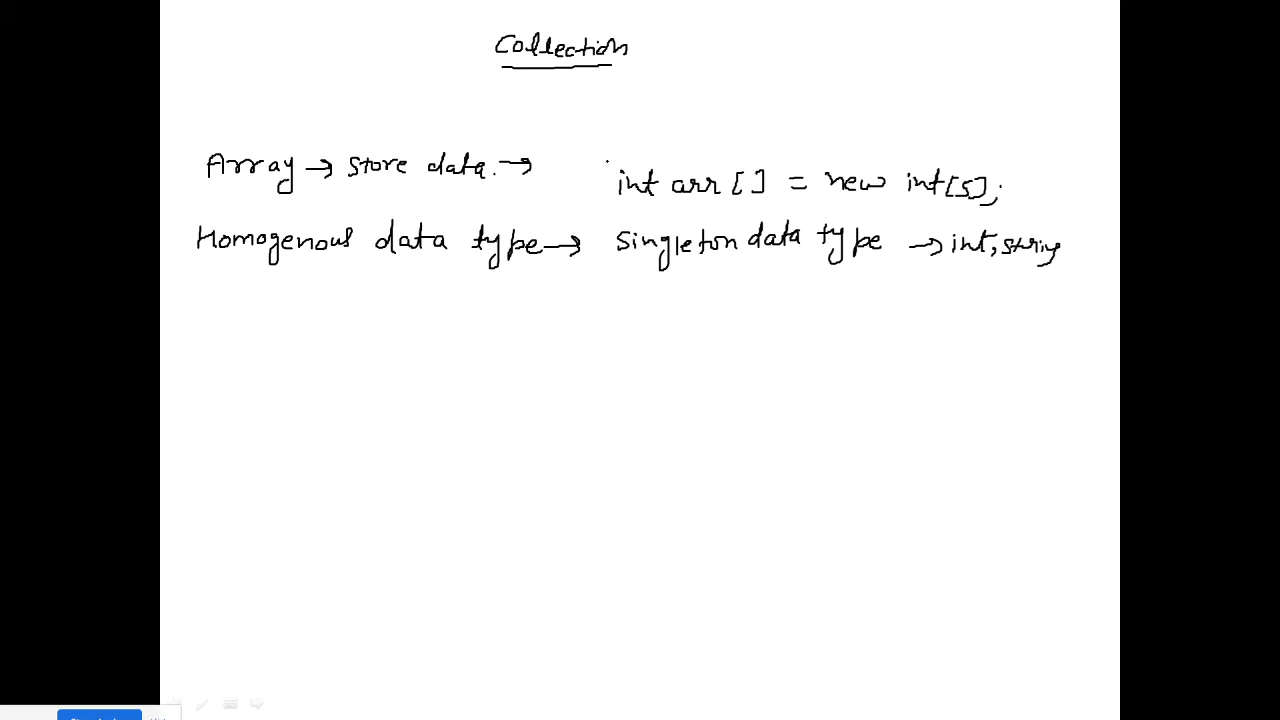 Collection
Array → Store data. → int arr[] = new int[5];
Homogenous data type → Singleton data type → int, string